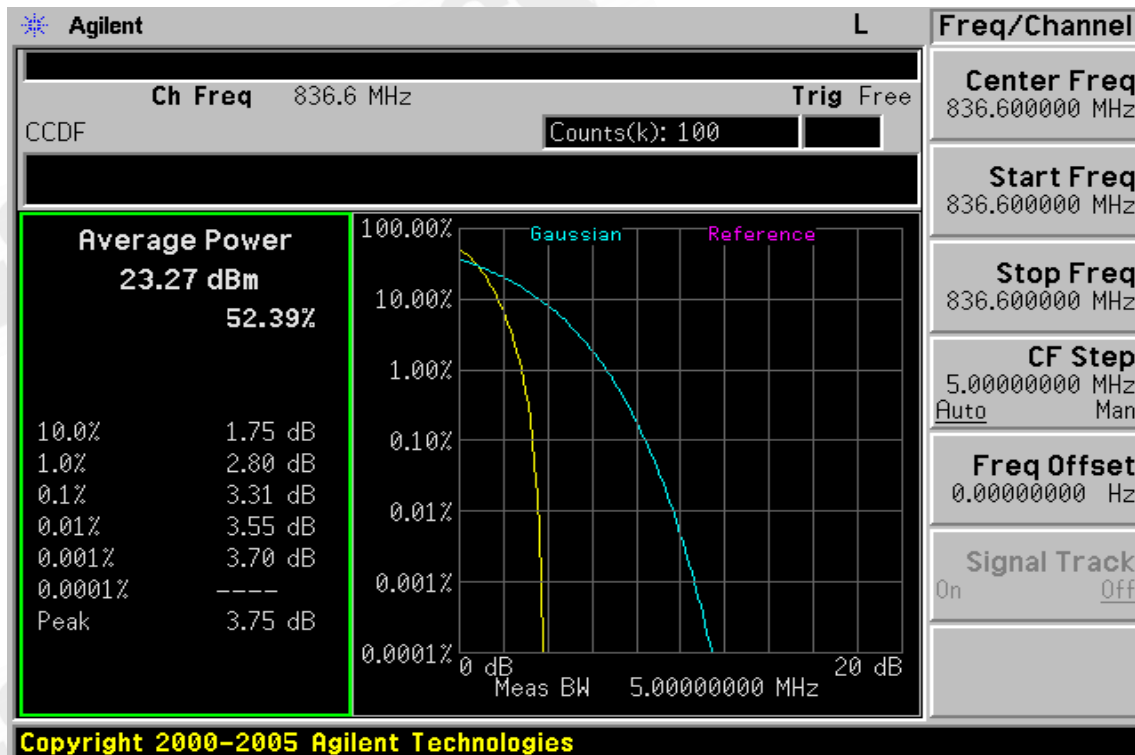 Agilent L
Ch Freq 836.6 MHz Trig Free
CCDF Counts(k): 100
Average Power
23.27 dBm
52.39%
10.0% 1.75 dB
1.0% 2.80 dB
0.1% 3.31 dB
0.01% 3.55 dB
0.001% 3.70 dB
0.0001% ----
Peak 3.75 dB
Gaussian Reference
100.00%
10.00%
1.00%
0.10%
0.01%
0.001%
0.0001%
0 dB 20 dB
Meas BW 5.00000000 MHz
Freq/Channel
Center Freq
836.600000 MHz
Start Freq
836.600000 MHz
Stop Freq
836.600000 MHz
CF Step
5.00000000 MHz
Auto Man
Freq Offset
0.00000000 Hz
Signal Track
On Off
Copyright 2000-2005 Agilent Technologies